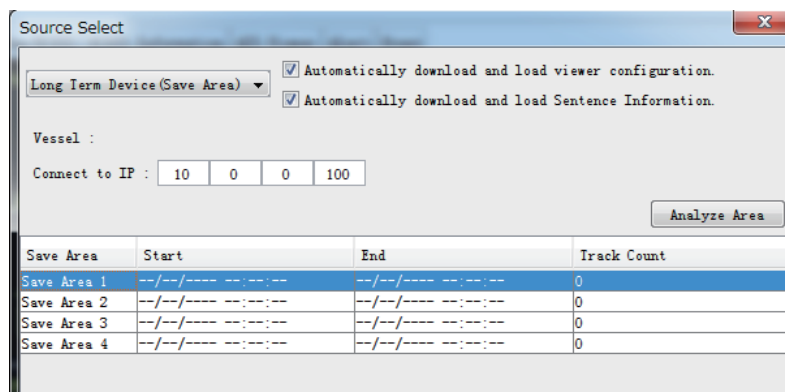 Source Select
Long Term Device(Save Area)
Automatically download and load viewer configuration.
Automatically download and load Sentence Information.
Vessel :
Connect to IP : 10 0 0 100
Analyze Area
Save Area Start End Track Count
Save Area 1 --/--/---- --:--:-- --/--/---- --:--:-- 0
Save Area 2 --/--/---- --:--:-- --/--/---- --:--:-- 0
Save Area 3 --/--/---- --:--:-- --/--/---- --:--:-- 0
Save Area 4 --/--/---- --:--:-- --/--/---- --:--:-- 0